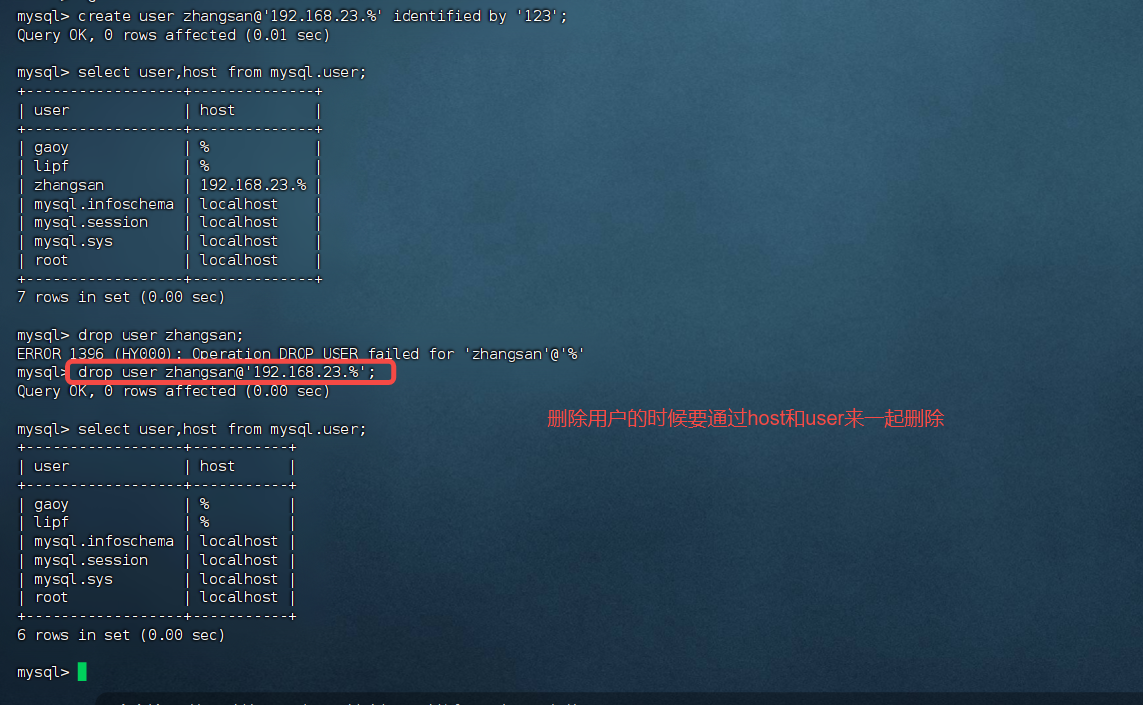 mysql> create user zhangsan@'192.168.23.%' identified by '123';
Query OK, 0 rows affected (0.01 sec)
mysql> select user,host from mysql.user;
+------------------+--------------+
| user             | host         |
+------------------+--------------+
| gaoy             | %            |
| lipf             | %            |
| zhangsan         | 192.168.23.% |
| mysql.infoschema | localhost    |
| mysql.session    | localhost    |
| mysql.sys        | localhost    |
| root             | localhost    |
+------------------+--------------+
7 rows in set (0.00 sec)
mysql> drop user zhangsan;
ERROR 1396 (HY000): Operation DROP USER failed for 'zhangsan'@'%'
mysql> drop user zhangsan@'192.168.23.%';
Query OK, 0 rows affected (0.00 sec)
删除用户的时候要通过host和user来一起删除
mysql> select user,host from mysql.user;
+------------------+-----------+
| user             | host      |
+------------------+-----------+
| gaoy             | %         |
| lipf             | %         |
| mysql.infoschema | localhost |
| mysql.session    | localhost |
| mysql.sys        | localhost |
| root             | localhost |
+------------------+-----------+
6 rows in set (0.00 sec)
mysql>